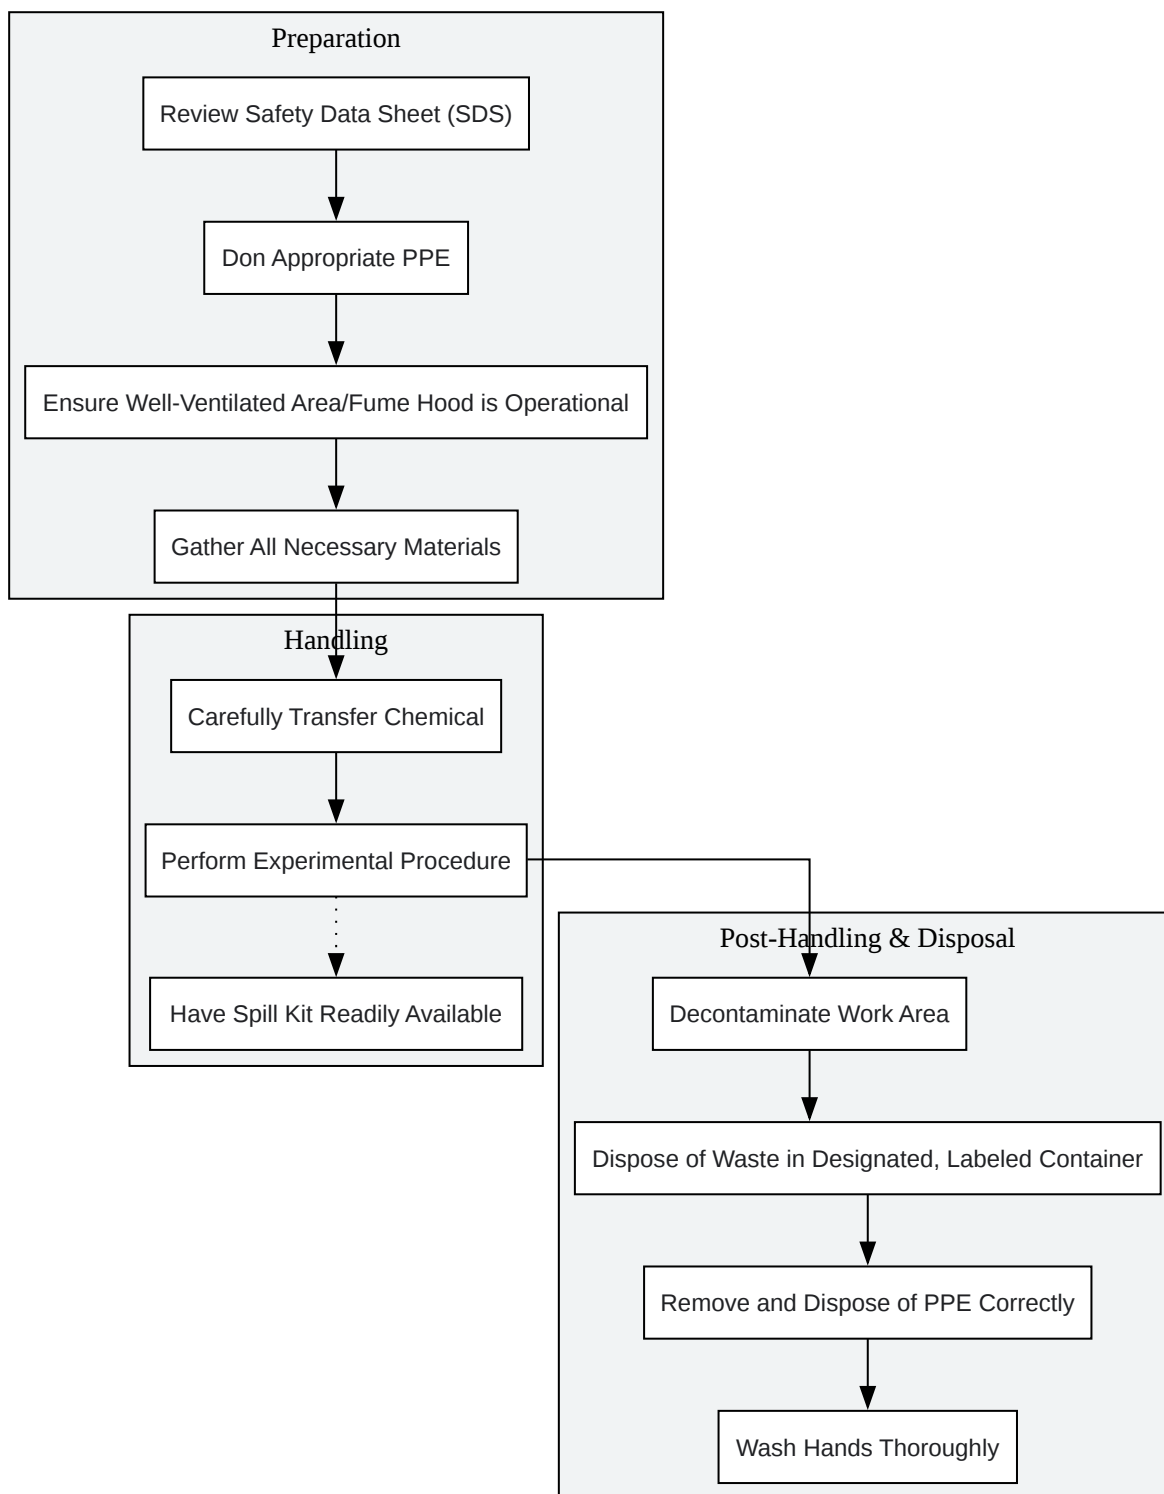 Preparation
Review Safety Data Sheet (SDS)
Don Appropriate PPE
Ensure Well-Ventilated Area/Fume Hood is Operational
Gather All Necessary Materials
Handling
Carefully Transfer Chemical
Perform Experimental Procedure
Have Spill Kit Readily Available
Post-Handling & Disposal
Decontaminate Work Area
Dispose of Waste in Designated, Labeled Container
Remove and Dispose of PPE Correctly
Wash Hands Thoroughly